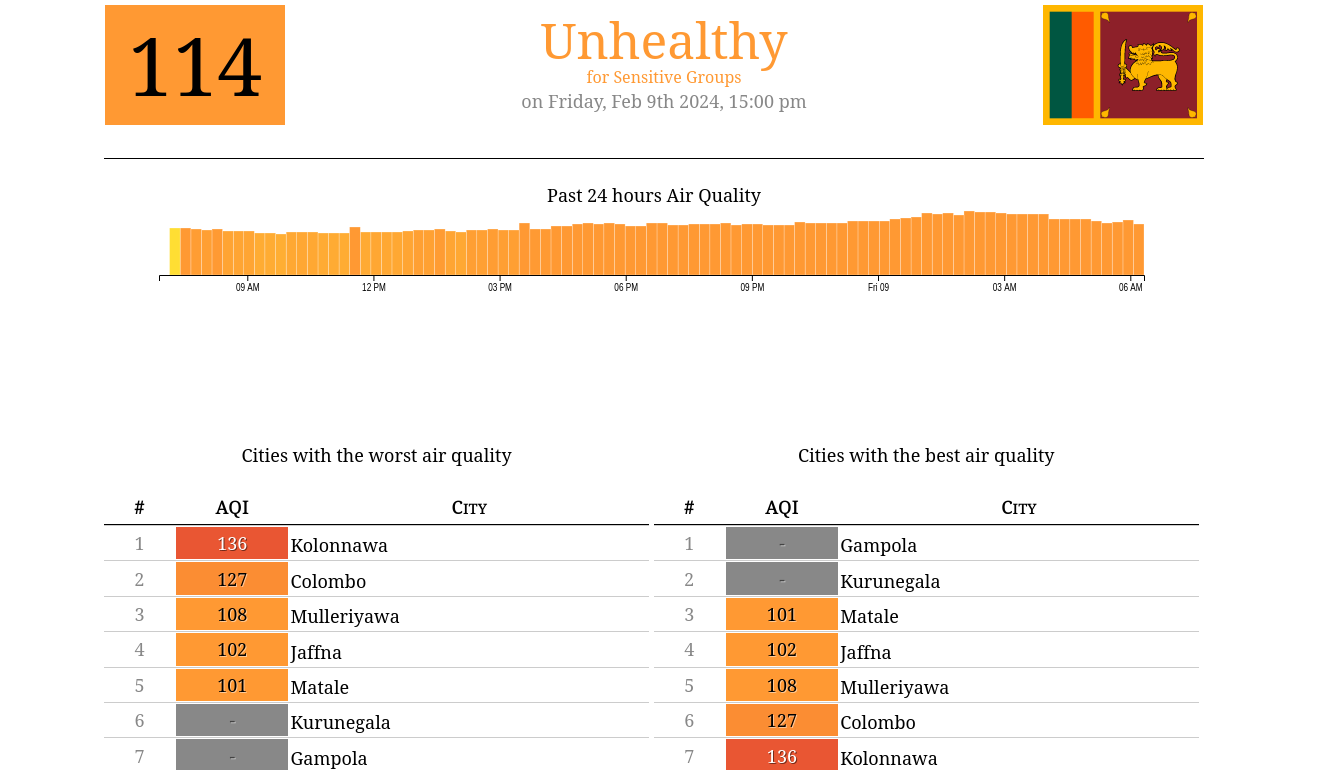 114
Unhealthy
for Sensitive Groups
on Friday, Feb 9th 2024, 15:00 pm
Past 24 hours Air Quality
09 AM 12 PM 03 PM 06 PM 09 PM Fri 09 03 AM 06 AM
Cities with the worst air quality
# AQI City
1 136 Kolonnawa
2 127 Colombo
3 108 Mulleriyawa
4 102 Jaffna
5 101 Matale
6 - Kurunegala
7 - Gampola
Cities with the best air quality
# AQI City
1 - Gampola
2 - Kurunegala
3 101 Matale
4 102 Jaffna
5 108 Mulleriyawa
6 127 Colombo
7 136 Kolonnawa